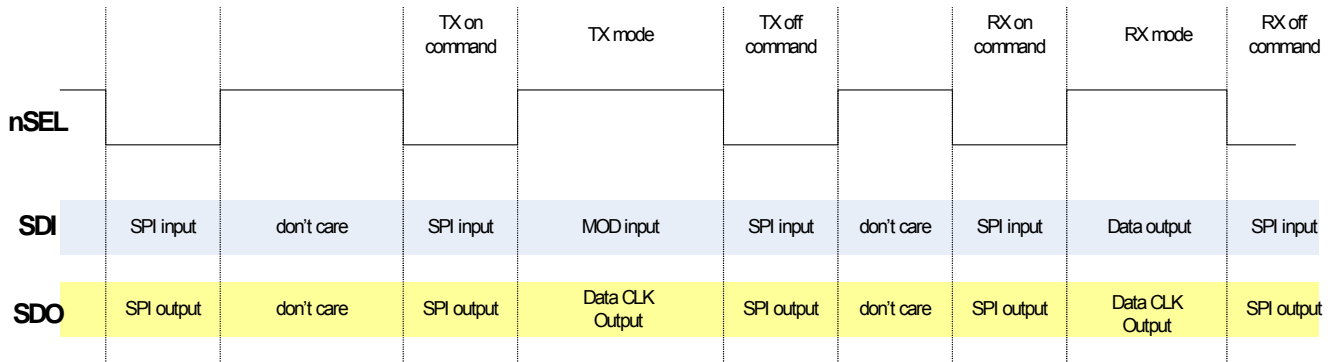 TX on
command
TX mode
TX off
command
RX on
command
RX mode
RX off
command
nSEL
SDI
SPI input
don't care
SPI input
MOD input
SPI input
don't care
SPI input
Data output
SPI input
SDO
SPI output
don't care
SPI output
Data CLK
Output
SPI output
don't care
SPI output
Data CLK
Output
SPI output